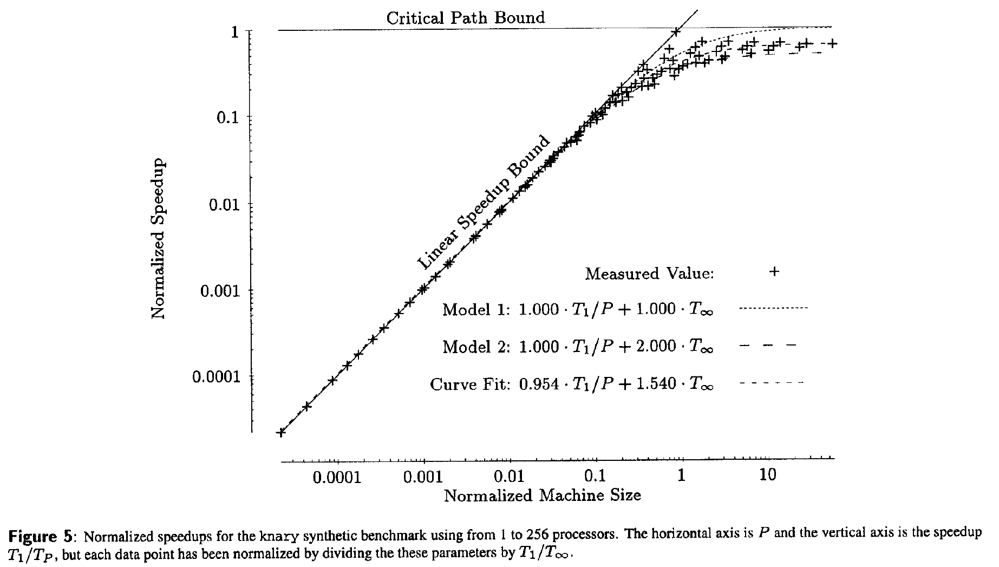 Critical Path Bound
1
0.1
0.01
0.001
0.0001
Normalized Speedup
Linear Speedup Bound
Measured Value: +
Model 1: 1.000 · T₁/P + 1.000 · T∞
Model 2: 1.000 · T₁/P + 2.000 · T∞
Curve Fit: 0.954 · T₁/P + 1.540 · T∞
0.0001 0.001 0.01 0.1 1 10
Normalized Machine Size
Figure 5: Normalized speedups for the knary synthetic benchmark using from 1 to 256 processors. The horizontal axis is P and the vertical axis is the speedup
T₁/Tₚ, but each data point has been normalized by dividing the these parameters by T₁/T∞.